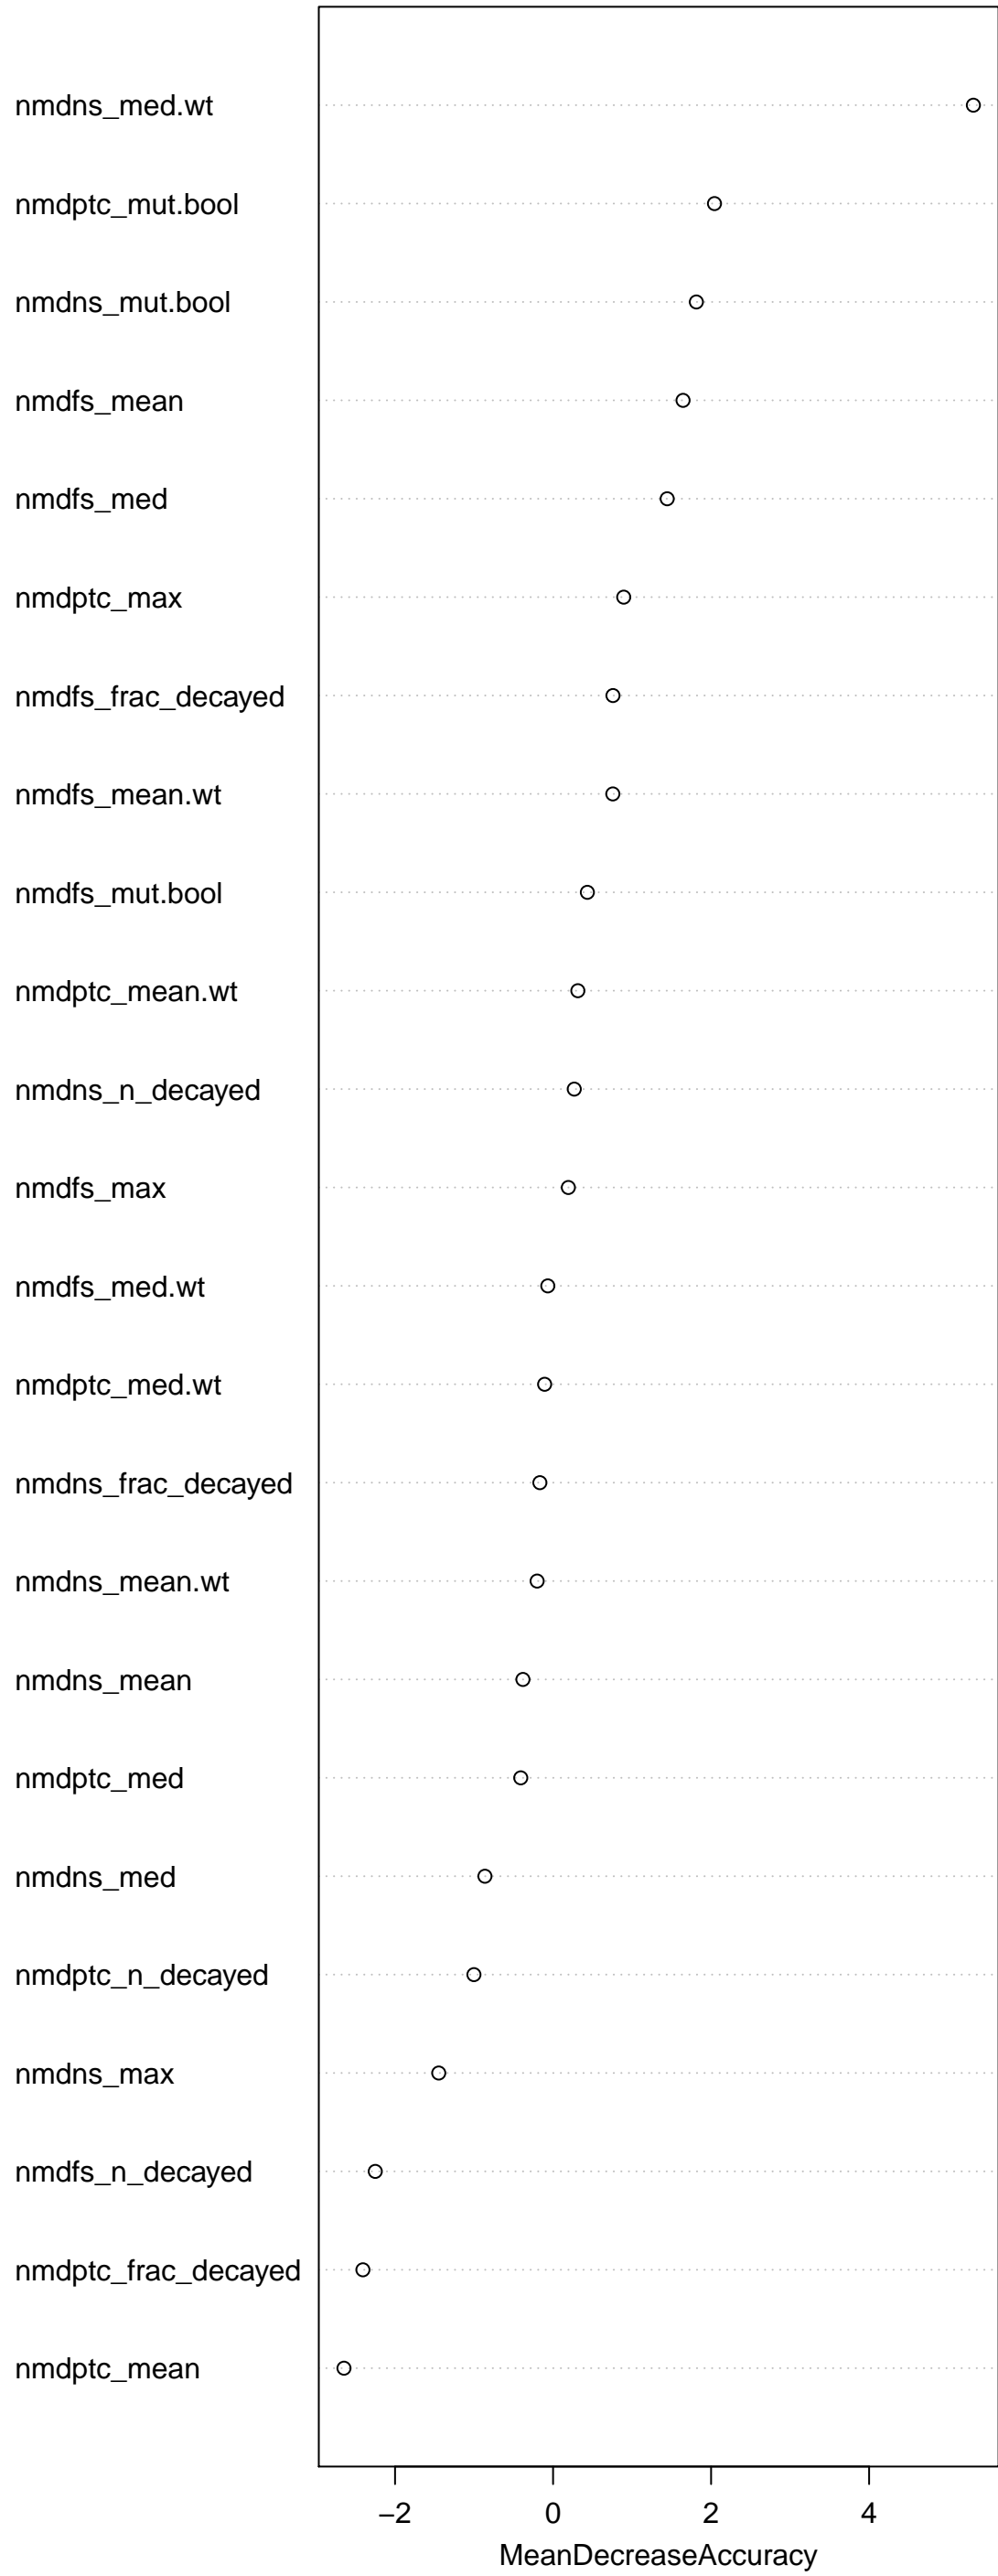 nmdns_med.wt
nmdptc_mut.bool
nmdns_mut.bool
nmdfs_mean
nmdfs_med
nmdptc_max
nmdfs_frac_decayed
nmdfs_mean.wt
nmdfs_mut.bool
nmdptc_mean.wt
nmdns_n_decayed
nmdfs_max
nmdfs_med.wt
nmdptc_med.wt
nmdns_frac_decayed
nmdns_mean.wt
nmdns_mean
nmdptc_med
nmdns_med
nmdptc_n_decayed
nmdns_max
nmdfs_n_decayed
nmdptc_frac_decayed
nmdptc_mean
−2 0 2 4
MeanDecreaseAccuracy